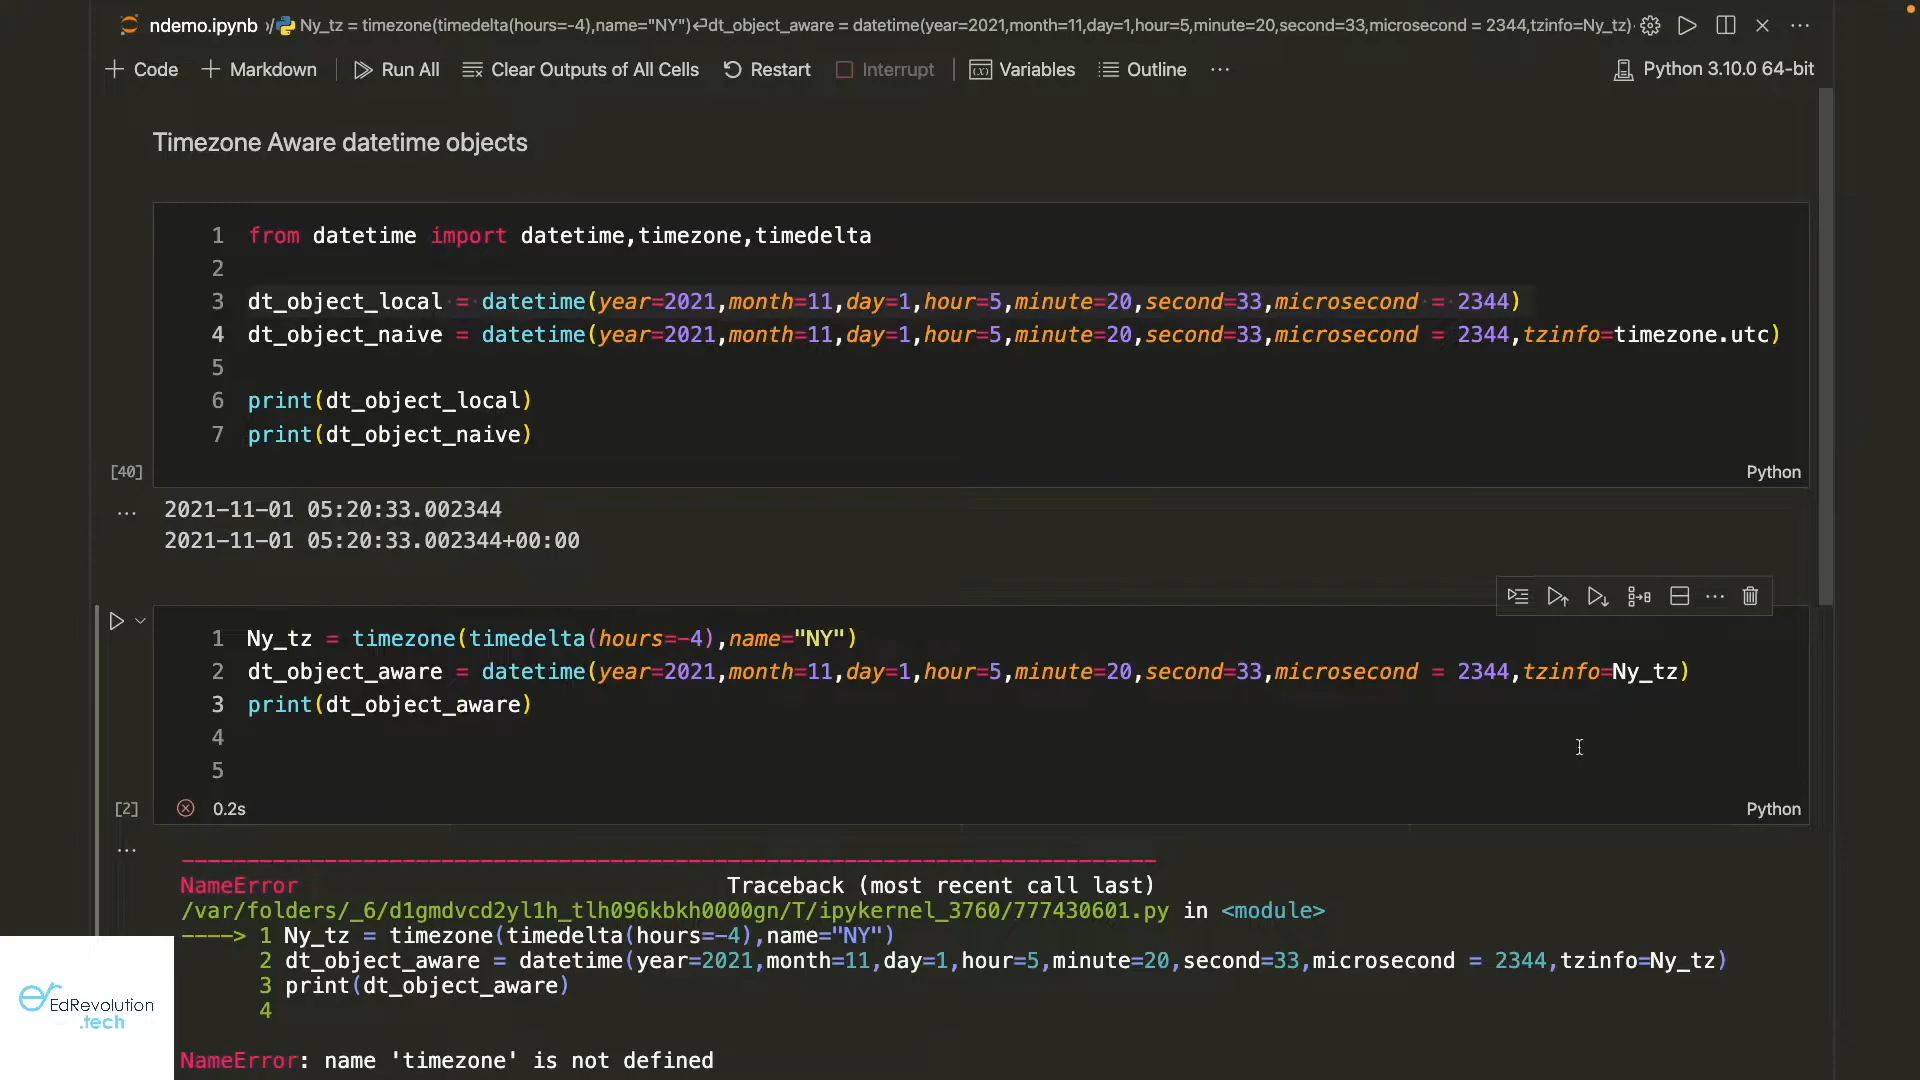 ndemo.ipynb / Ny_tz = timezone(timedelta(hours=-4),name="NY")↵dt_object_aware = datetime(year=2021,month=11,day=1,hour=5,minute=20,second=33,microsecond = 2344,tzinfo=Ny_tz)
+ Code + Markdown Run All Clear Outputs of All Cells Restart Interrupt Variables Outline ... Python 3.10.0 64-bit
Timezone Aware datetime objects
1 from datetime import datetime,timezone,timedelta
2
3 dt_object_local = datetime(year=2021,month=11,day=1,hour=5,minute=20,second=33,microsecond = 2344)
4 dt_object_naive = datetime(year=2021,month=11,day=1,hour=5,minute=20,second=33,microsecond = 2344,tzinfo=timezone.utc)
5
6 print(dt_object_local)
7 print(dt_object_naive)
[40] Python
... 2021-11-01 05:20:33.002344
2021-11-01 05:20:33.002344+00:00
1 Ny_tz = timezone(timedelta(hours=-4),name="NY")
2 dt_object_aware = datetime(year=2021,month=11,day=1,hour=5,minute=20,second=33,microsecond = 2344,tzinfo=Ny_tz)
3 print(dt_object_aware)
4
5
[2] 0.2s Python
...
---------------------------------------------------------------------------
NameError Traceback (most recent call last)
/var/folders/_6/d1gmdvcd2yl1h_tlh096kbkh0000gn/T/ipykernel_3760/777430601.py in <module>
----> 1 Ny_tz = timezone(timedelta(hours=-4),name="NY")
2 dt_object_aware = datetime(year=2021,month=11,day=1,hour=5,minute=20,second=33,microsecond = 2344,tzinfo=Ny_tz)
3 print(dt_object_aware)
4
NameError: name 'timezone' is not defined
er EdRevolution
.tech